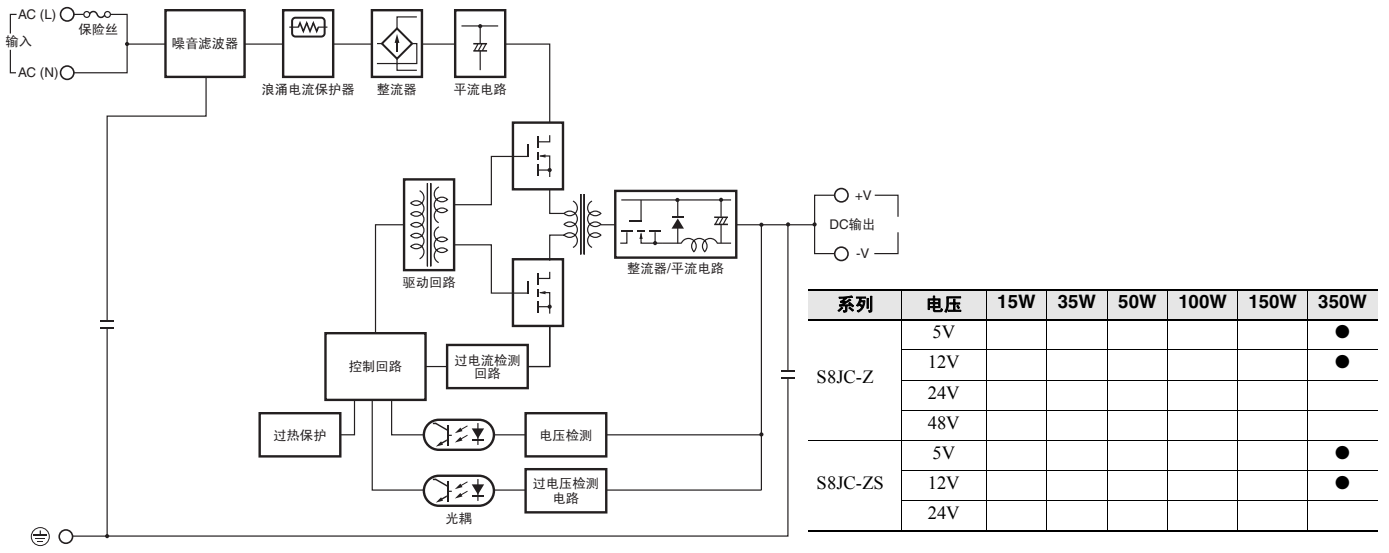 AC (L)
保险丝
输入
AC (N)
噪音滤波器
浪涌电流保护器
整流器
平流电路
驱动回路
整流器/平流电路
+V
DC输出
-V
控制回路
过电流检测
回路
过热保护
电压检测
过电压检测
电路
光耦
系列 电压 15W 35W 50W 100W 150W 350W
S8JC-Z 5V ●
12V ●
24V
48V
S8JC-ZS 5V ●
12V ●
24V